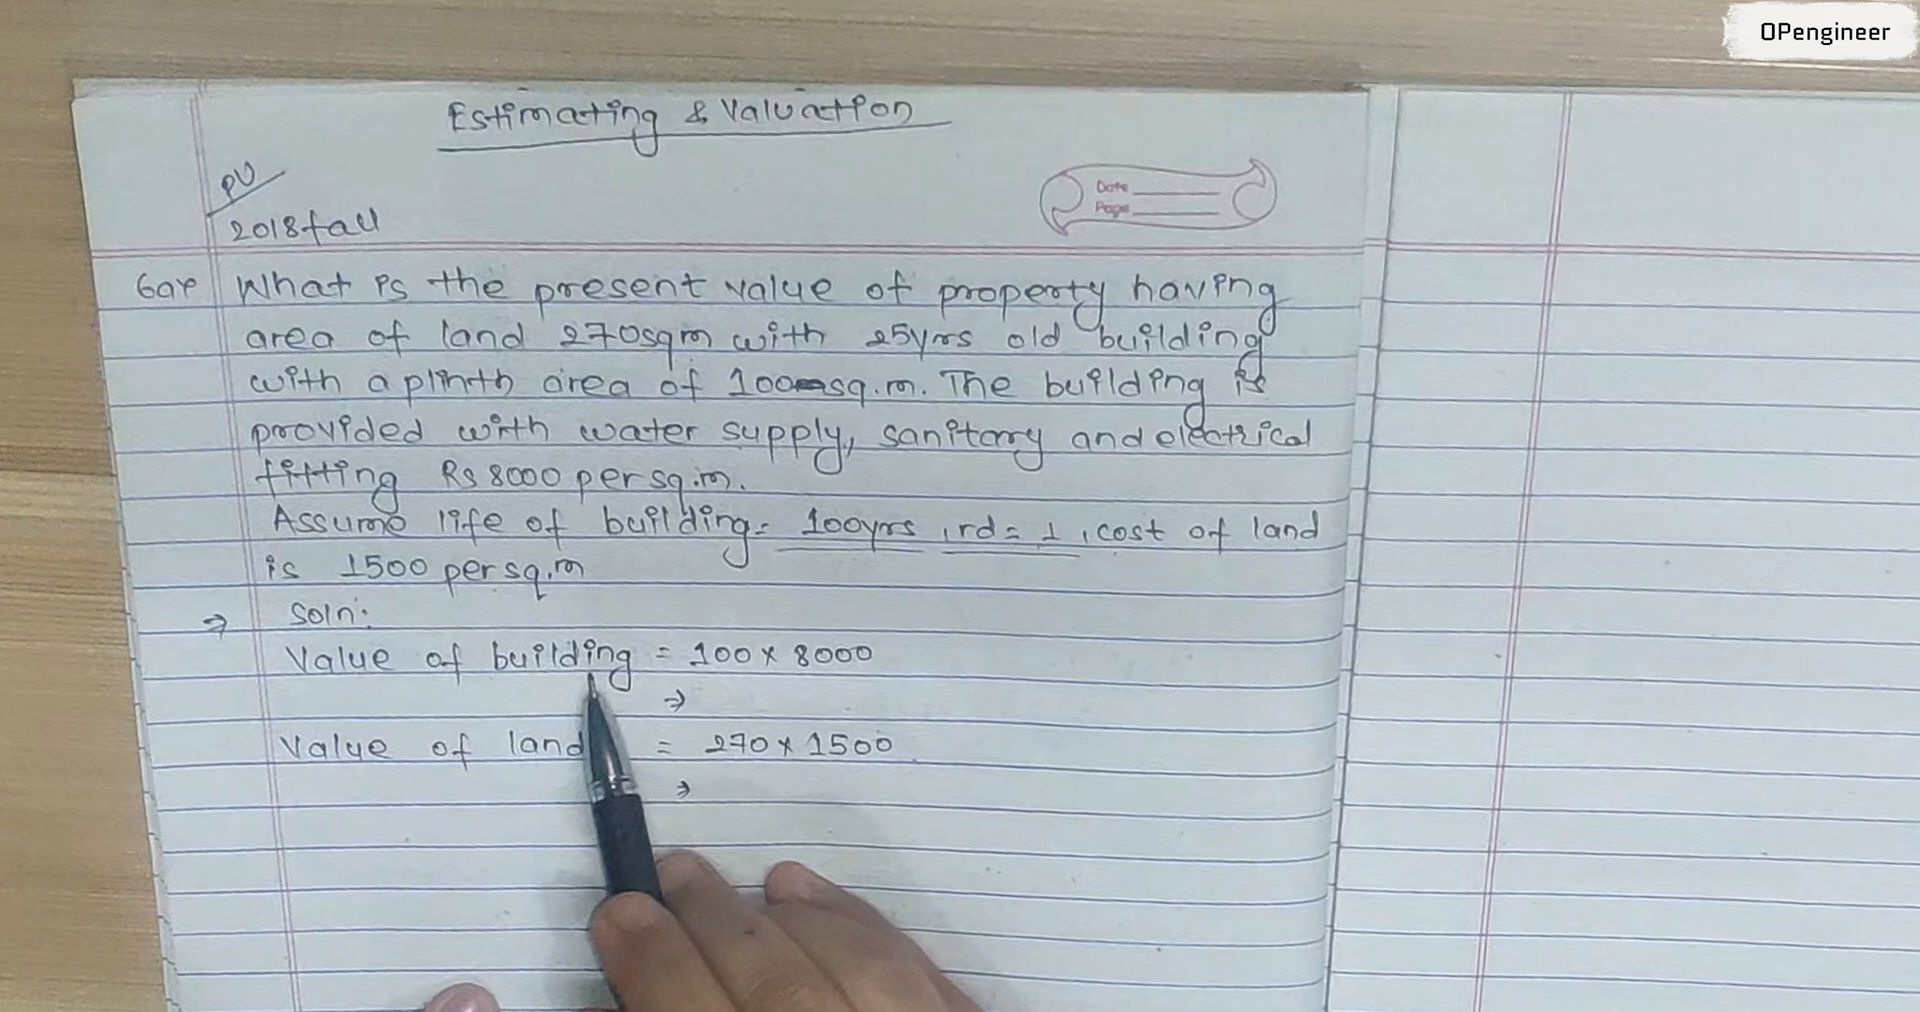 OPengineer
Estimating & Valuation
PU
2018 fall
Date
Page
6a) What is the present value of property having
area of land 270sqm with 25yrs old building
with a plinth area of 100 sq.m. The building is
provided with water supply, sanitary and electrical
fitting Rs 8000 per sq.m.
Assume life of building = 100yrs, rd = 1, cost of land
is 1500 per sq.m
⇒ Soln:
Value of building = 100 × 8000
⇒
Value of land = 270 × 1500
⇒